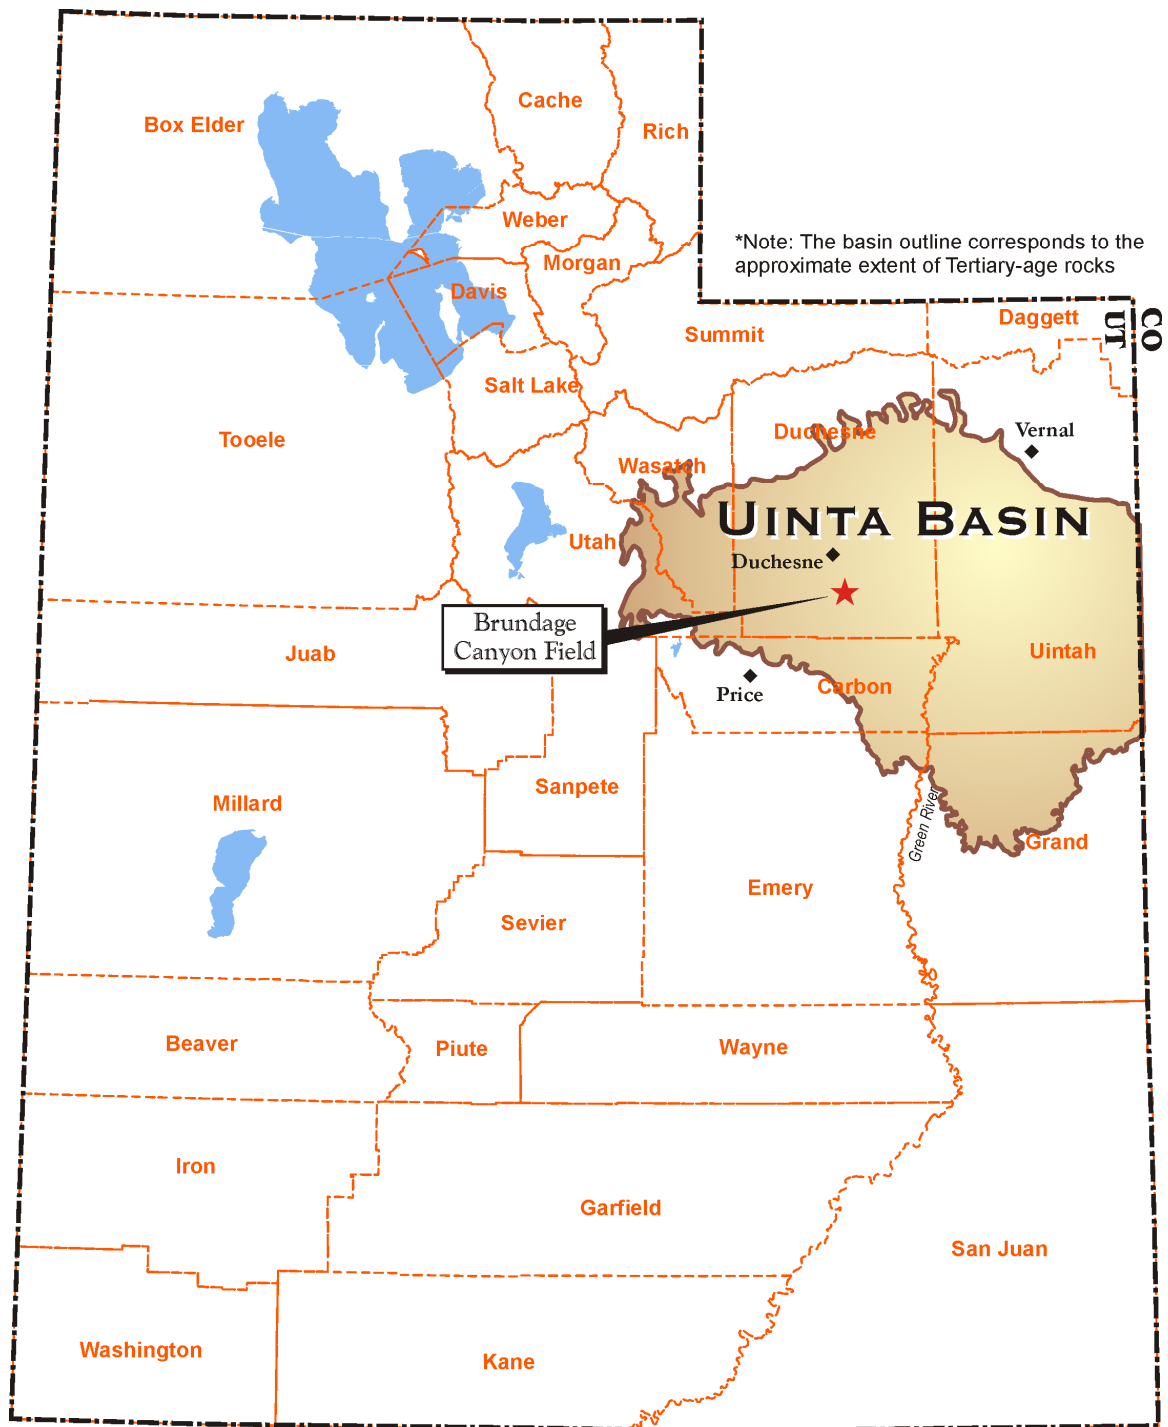 Cache
Box Elder
Rich
Weber
*Note: The basin outline corresponds to the
approximate extent of Tertiary-age rocks
Morgan
Davis
Daggett
CO
UT
Summit
Salt Lake
Duchesne
Vernal
Tooele
Wasatch
UINTA BASIN
Utah
Duchesne
Brundage
Canyon Field
Juab
Uintah
Carbon
Price
Sanpete
Millard
Green River
Grand
Emery
Sevier
Beaver
Piute
Wayne
Iron
Garfield
San Juan
Washington
Kane